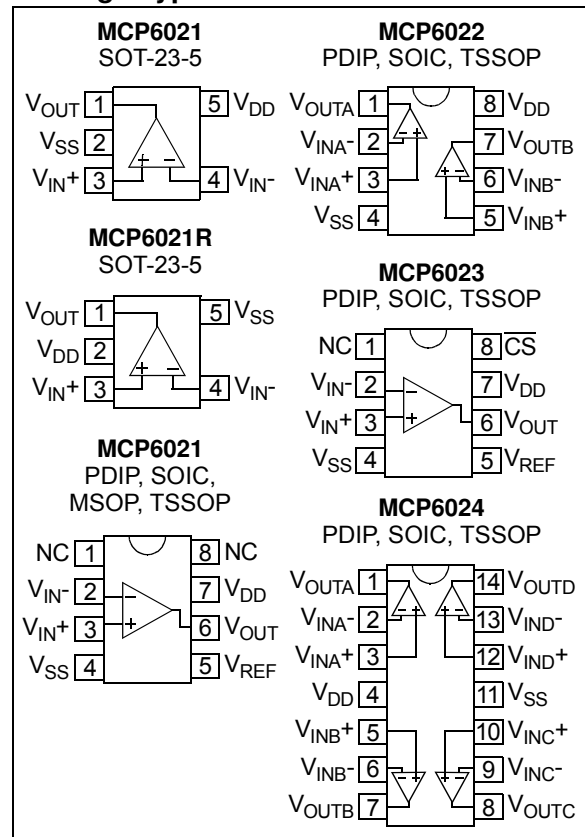 MCP6021
SOT-23-5
VOUT 1
5 VDD
VSS 2
VIN+ 3
4 VIN-
+ −
MCP6021R
SOT-23-5
VOUT 1
5 VSS
VDD 2
VIN+ 3
4 VIN-
+ −
MCP6021
PDIP, SOIC,
MSOP, TSSOP
NC 1
8 NC
VIN- 2
7 VDD
VIN+ 3
6 VOUT
VSS 4
5 VREF
−
+
MCP6022
PDIP, SOIC, TSSOP
VOUTA 1
8 VDD
VINA- 2
7 VOUTB
VINA+ 3
6 VINB-
VSS 4
5 VINB+
- +
+ -
MCP6023
PDIP, SOIC, TSSOP
NC 1
8 C̅S̅
VIN- 2
7 VDD
VIN+ 3
6 VOUT
VSS 4
5 VREF
−
+
MCP6024
PDIP, SOIC, TSSOP
VOUTA 1
14 VOUTD
VINA- 2
13 VIND-
VINA+ 3
12 VIND+
VDD 4
11 VSS
VINB+ 5
10 VINC+
VINB- 6
9 VINC-
VOUTB 7
8 VOUTC
- +
+ -
- +
+ -